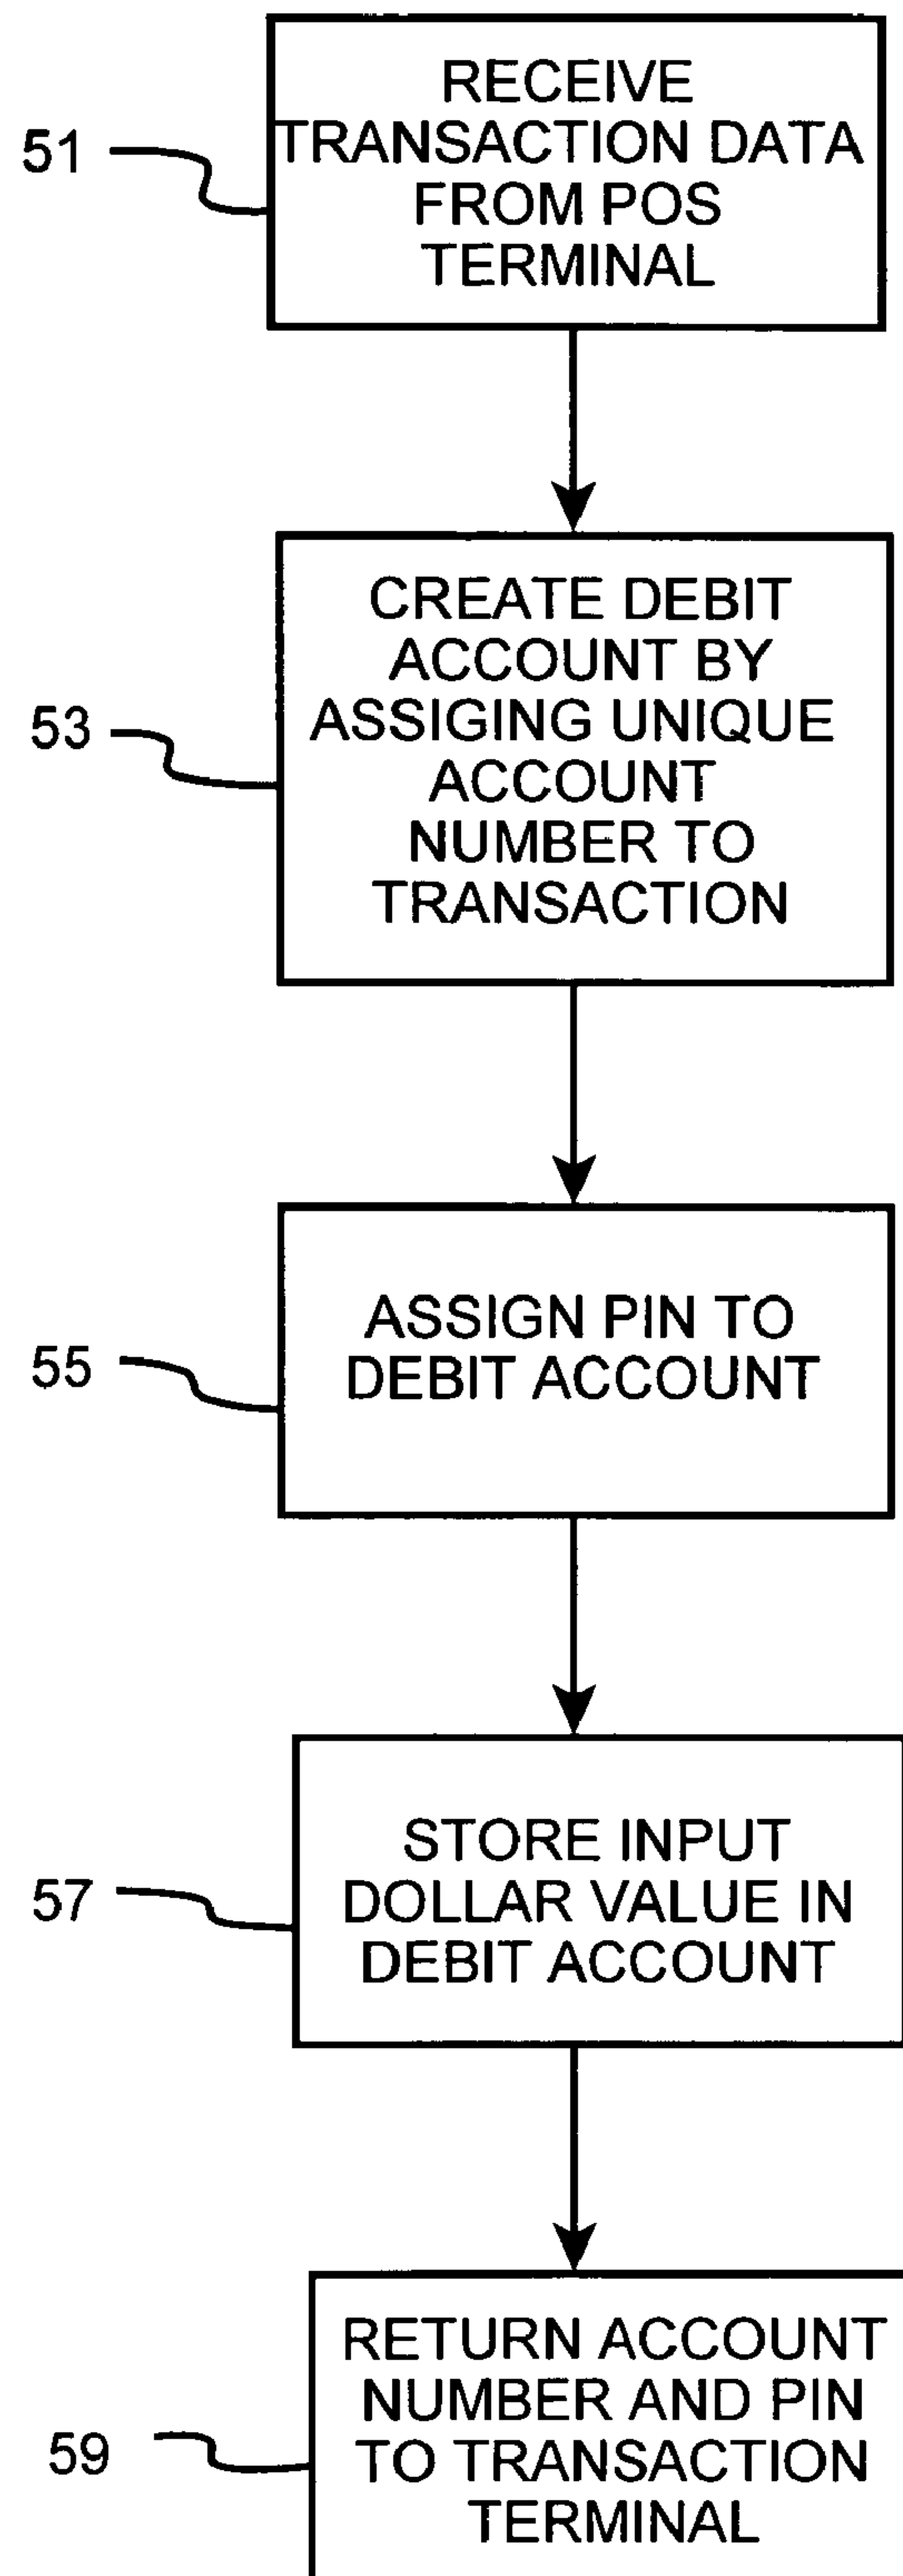 51
RECEIVE
TRANSACTION DATA
FROM POS
TERMINAL
53
CREATE DEBIT
ACCOUNT BY
ASSIGING UNIQUE
ACCOUNT
NUMBER TO
TRANSACTION
55
ASSIGN PIN TO
DEBIT ACCOUNT
57
STORE INPUT
DOLLAR VALUE IN
DEBIT ACCOUNT
59
RETURN ACCOUNT
NUMBER AND PIN
TO TRANSACTION
TERMINAL